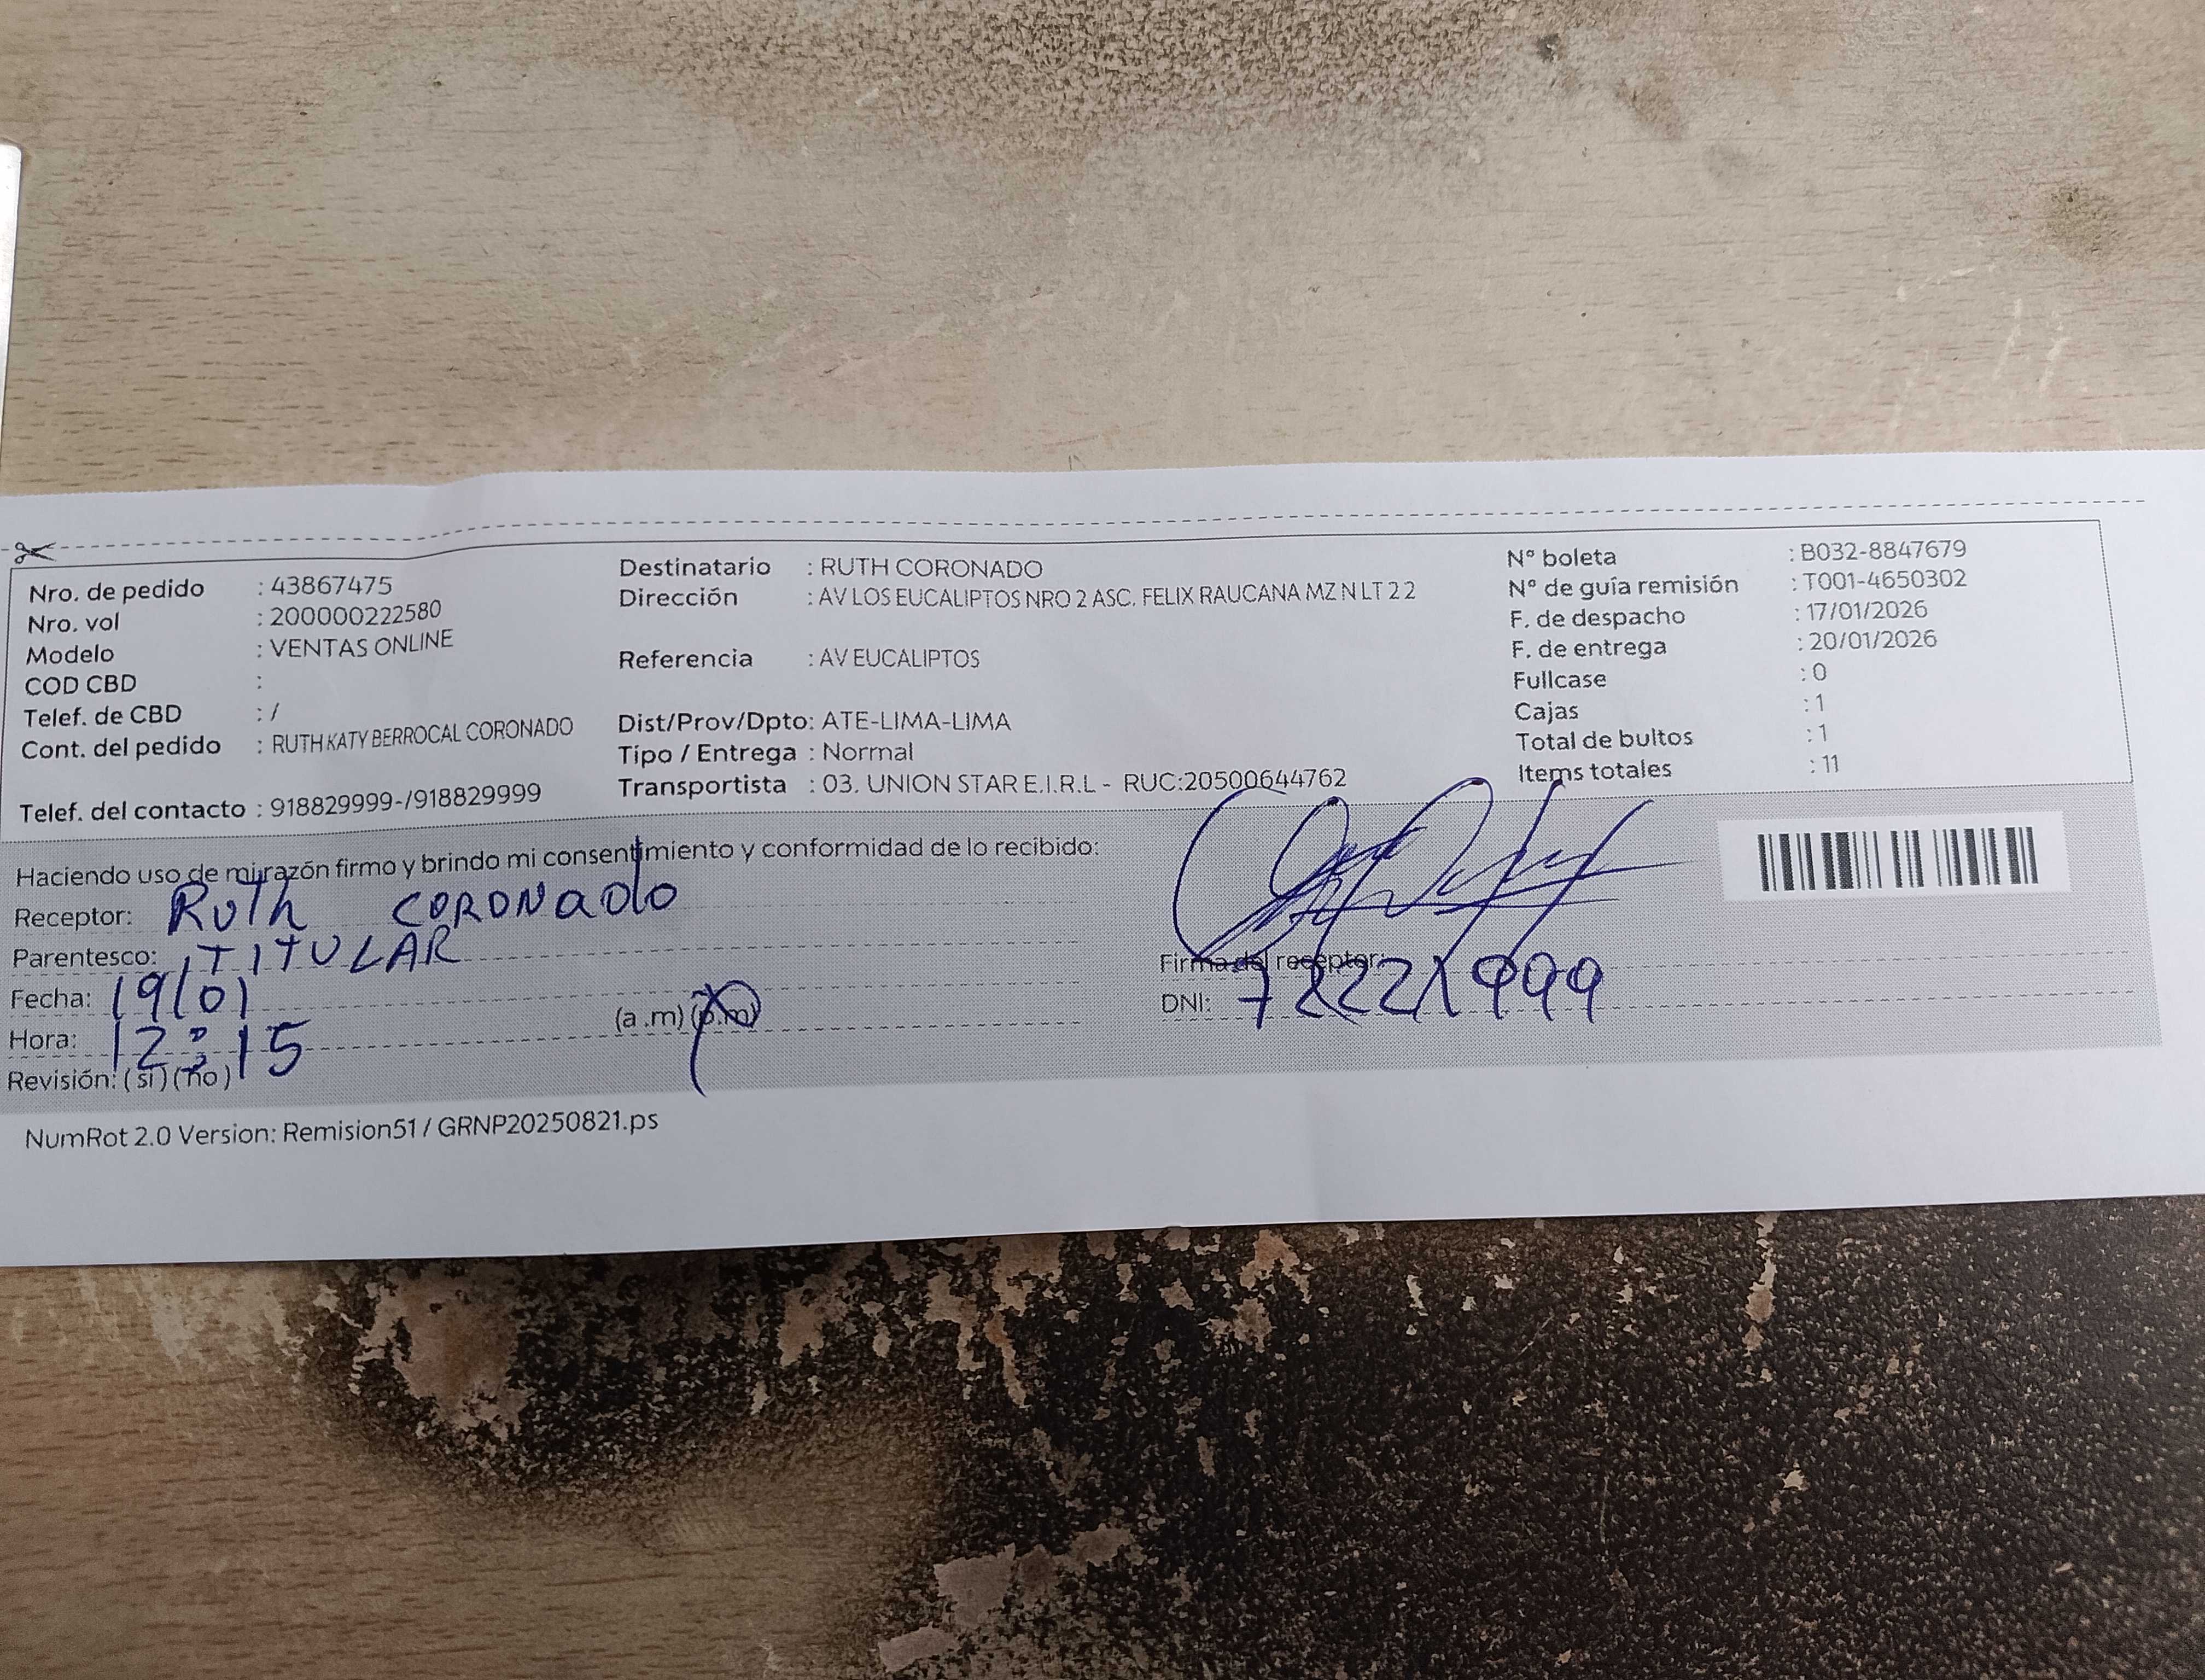 Nro. de pedido : 43867475
Nro. vol : 200000222580
Modelo : VENTAS ONLINE
COD CBD :
Telef. de CBD : /
Cont. del pedido : RUTH KATY BERROCAL CORONADO
Telef. del contacto : 918829999-/918829999
Destinatario : RUTH CORONADO
Dirección : AV LOS EUCALIPTOS NRO 2 ASC. FELIX RAUCANA MZ N LT 2 2
Referencia : AV EUCALIPTOS
Dist/Prov/Dpto: ATE-LIMA-LIMA
Tipo / Entrega : Normal
Transportista : 03. UNION STAR E.I.R.L - RUC:20500644762
N° boleta : B032-8847679
N° de guía remisión : T001-4650302
F. de despacho : 17/01/2026
F. de entrega : 20/01/2026
Fullcase : 0
Cajas : 1
Total de bultos : 1
Items totales : 11
Haciendo uso de mi razón firmo y brindo mi consentimiento y conformidad de lo recibido:
Receptor: Ruth CORONado
Parentesco: TITULAR
Fecha: 19/01
Hora: 12:15 (a.m) (p.m)
Revisión: (si) (no)
Firma del receptor:
DNI:
NumRot 2.0 Version: Remision51 / GRNP20250821.ps